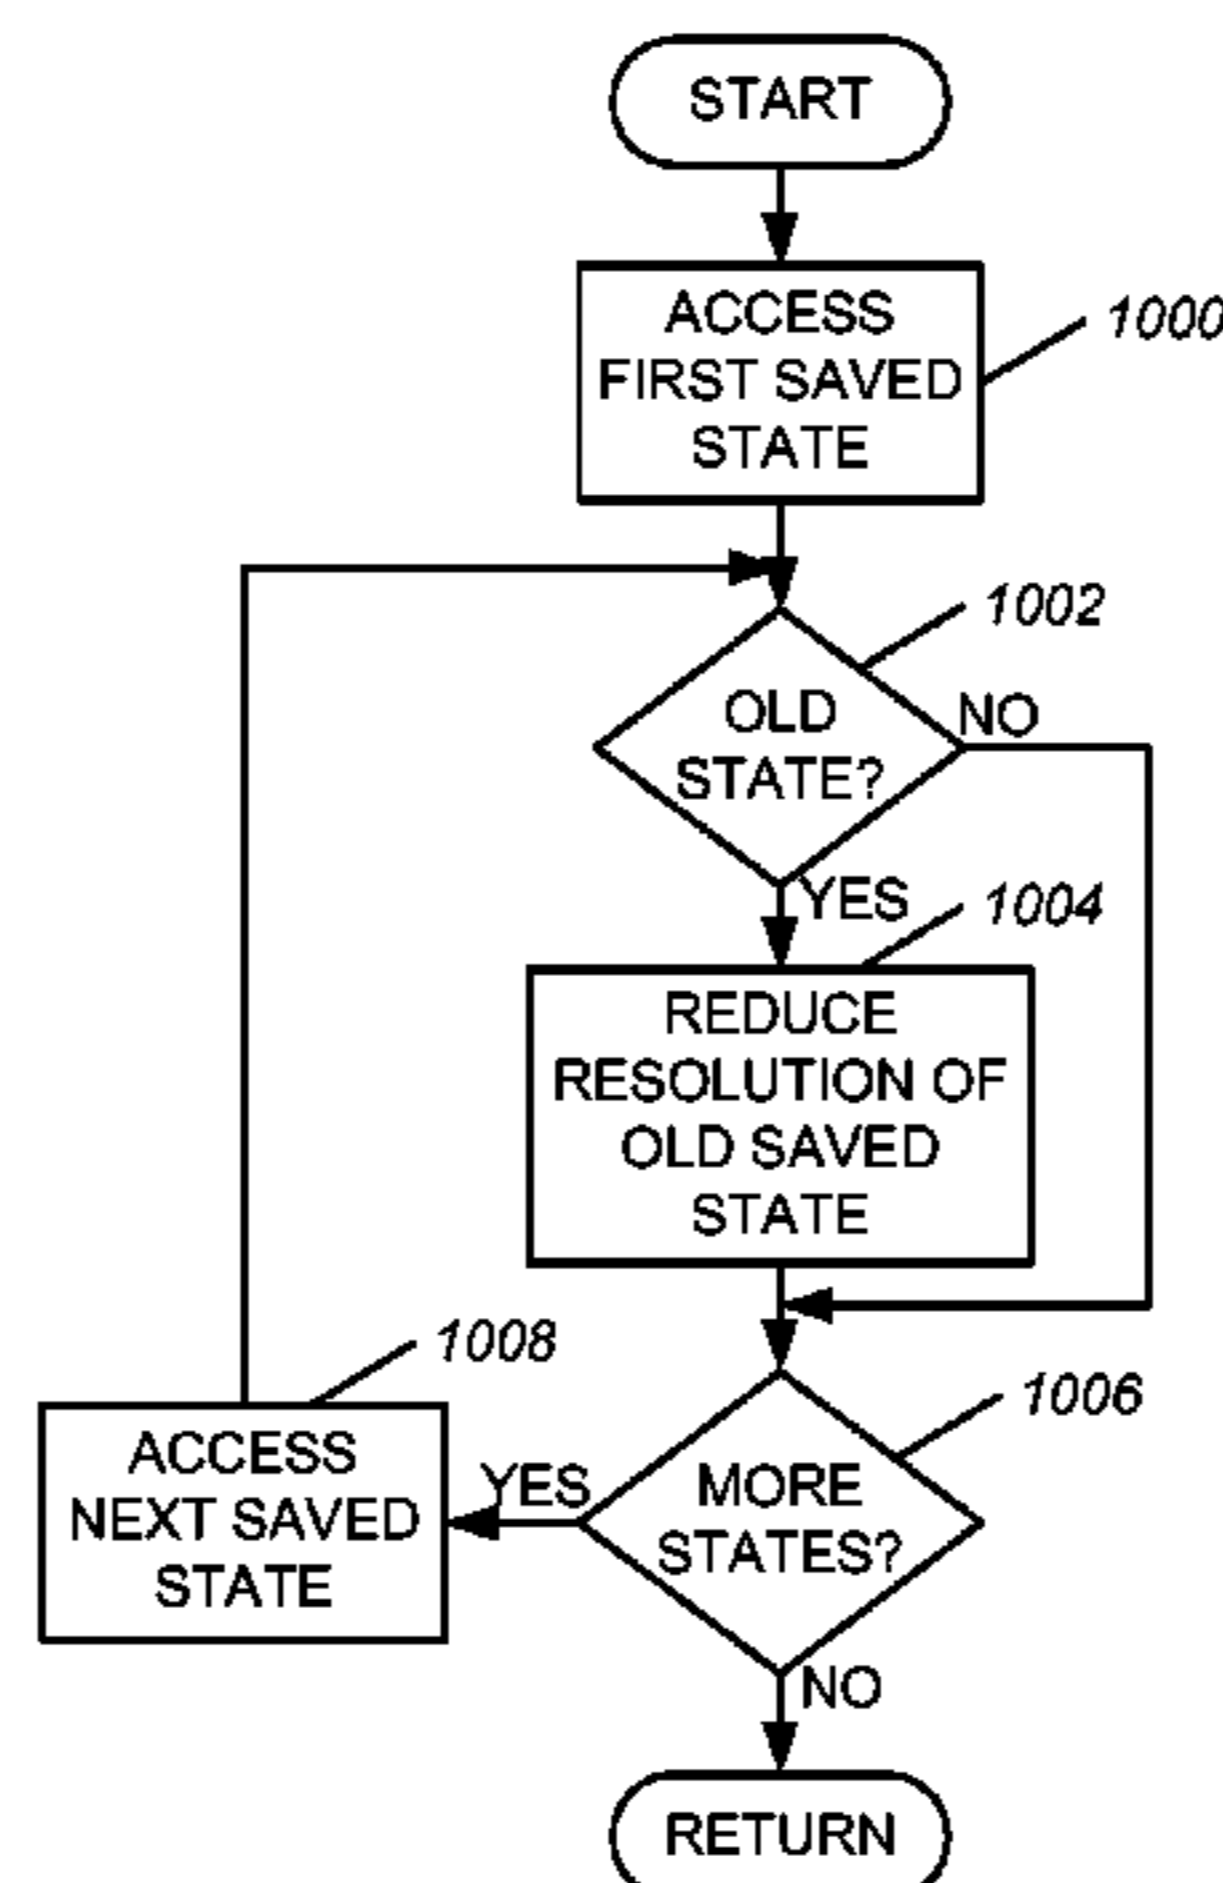 START
ACCESS
FIRST SAVED
STATE
1000
1002
OLD
STATE?
NO
YES
1004
REDUCE
RESOLUTION OF
OLD SAVED
STATE
1008
1006
ACCESS
NEXT SAVED
STATE
YES
MORE
STATES?
NO
RETURN